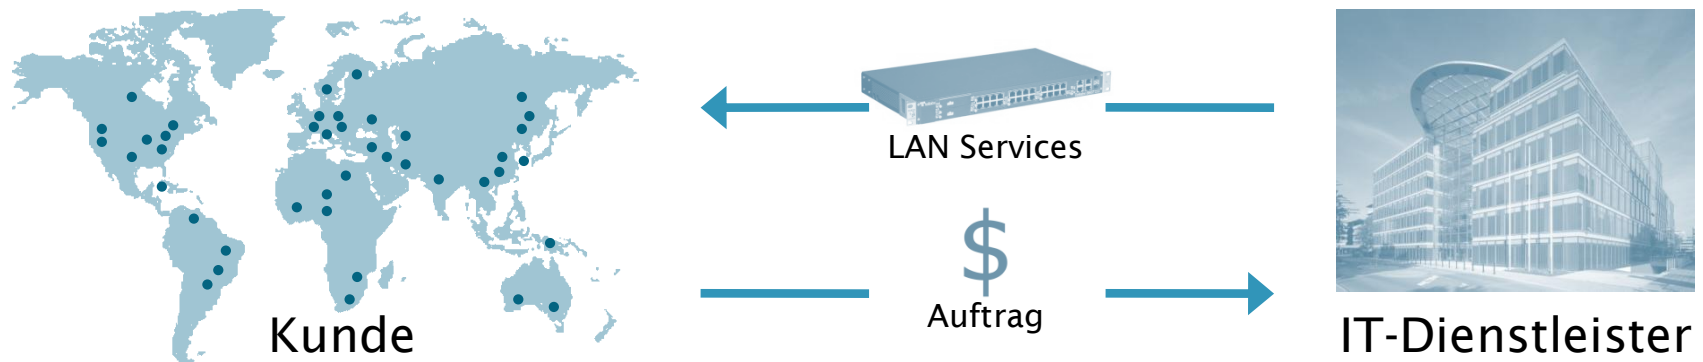 LAN Services
$
Auftrag
Kunde
IT-Dienstleister